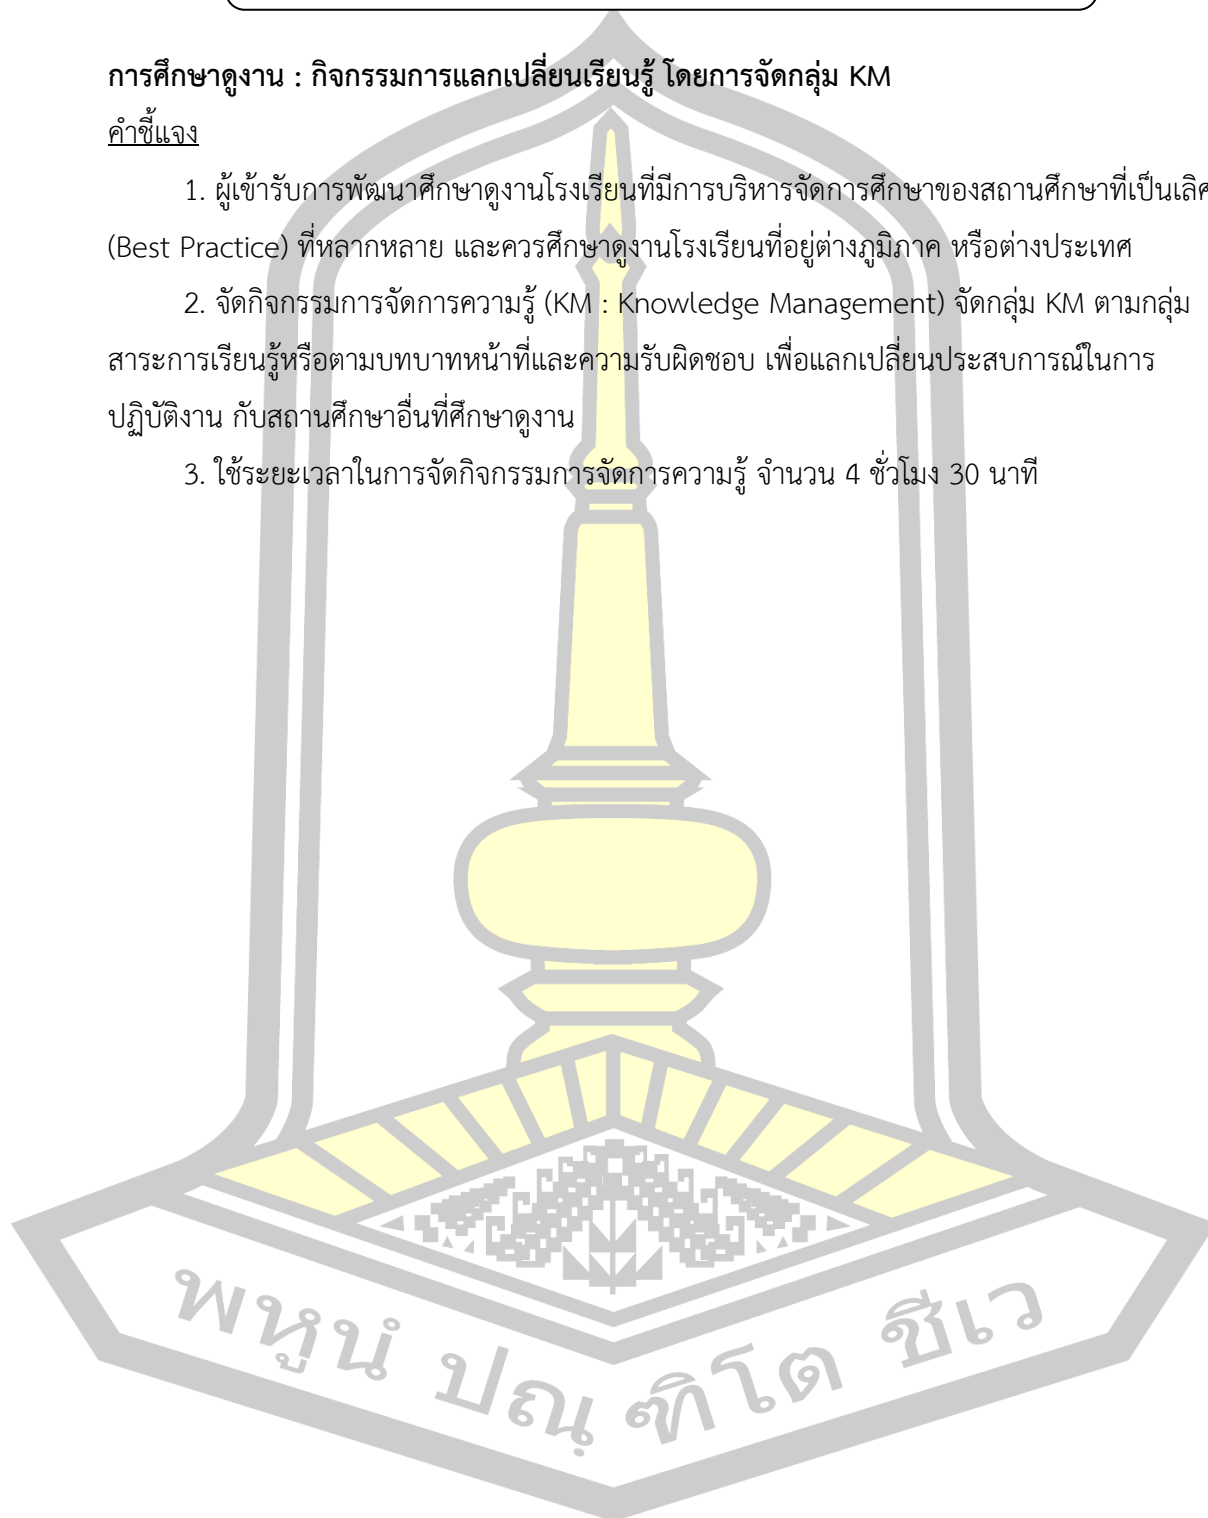 การศึกษาดูงาน : กิจกรรมการแลกเปลี่ยนเรียนรู้ โดยการจัดกลุ่ม KM
คำชี้แจง
1. ผู้เข้ารับการพัฒนาศึกษาดูงานโรงเรียนที่มีการบริหารจัดการศึกษาของสถานศึกษาที่เป็นเลิศ
(Best Practice) ที่หลากหลาย และควรศึกษาดูงานโรงเรียนที่อยู่ต่างภูมิภาค หรือต่างประเทศ
2. จัดกิจกรรมการจัดการความรู้ (KM : Knowledge Management) จัดกลุ่ม KM ตามกลุ่ม
สาระการเรียนรู้หรือตามบทบาทหน้าที่และความรับผิดชอบ เพื่อแลกเปลี่ยนประสบการณ์ในการ
ปฏิบัติงาน กับสถานศึกษาอื่นที่ศึกษาดูงาน
3. ใช้ระยะเวลาในการจัดกิจกรรมการจัดการความรู้ จำนวน 4 ชั่วโมง 30 นาที
พหูนํ ปณฺ ฑิโต ชีเว